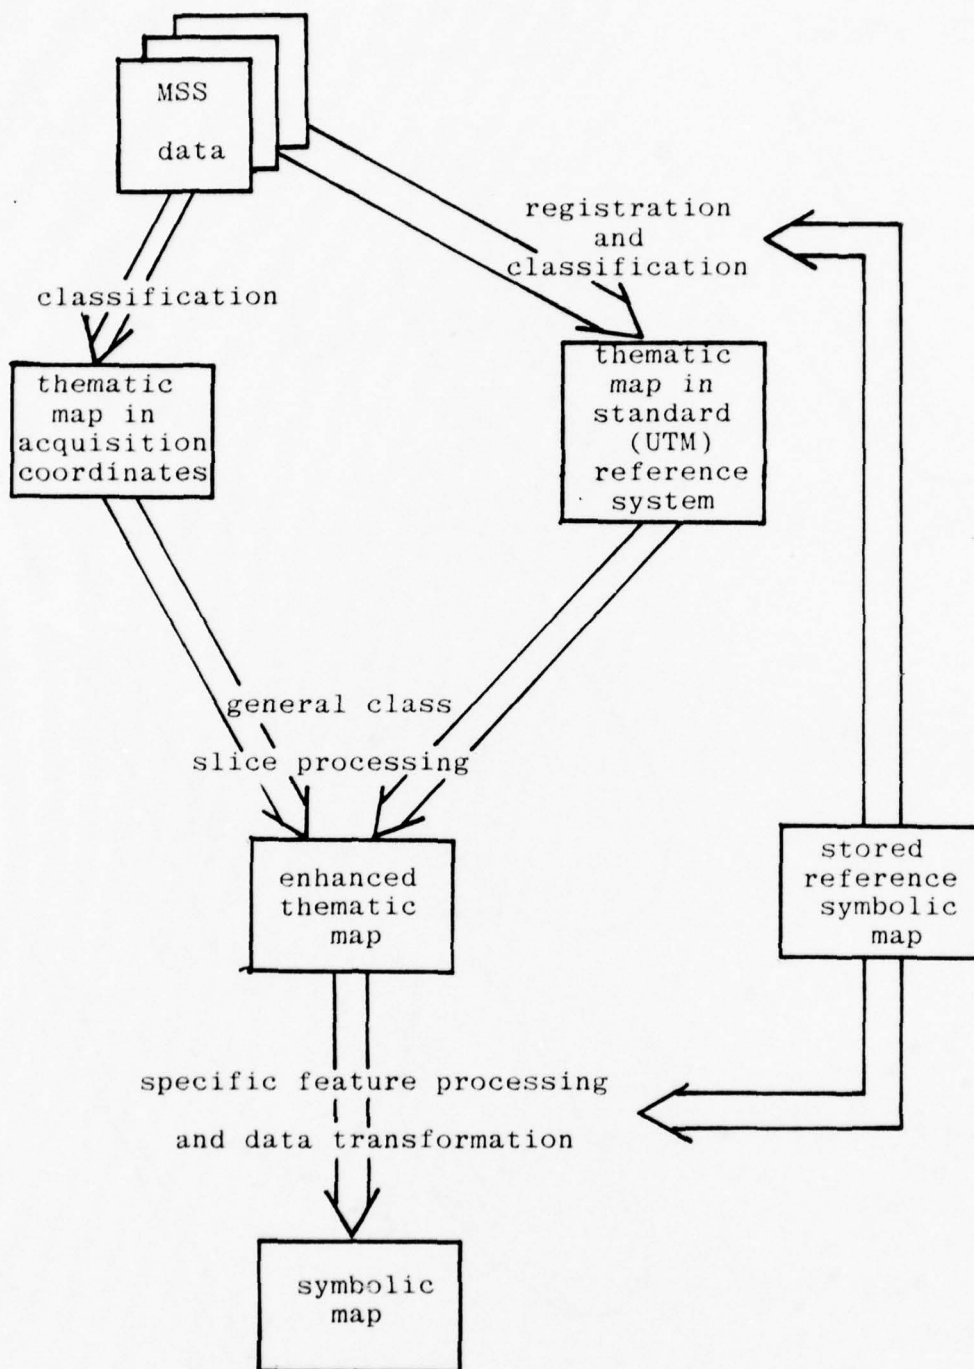 MSS
data
registration
and
classification
classification
thematic
map in
acquisition
coordinates
thematic
map in
standard
(UTM)
reference
system
general class
slice processing
enhanced
thematic
map
stored
reference
symbolic
map
specific feature processing
and data transformation
symbolic
map